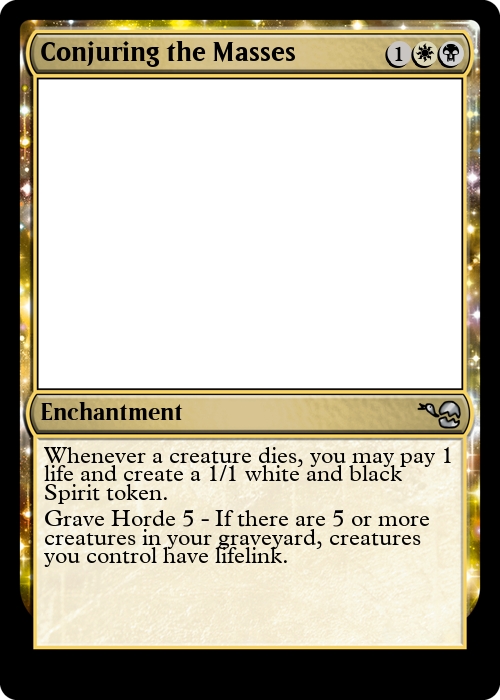 Conjuring the Masses 1
Enchantment
Whenever a creature dies, you may pay 1
life and create a 1/1 white and black
Spirit token.
Grave Horde 5 - If there are 5 or more
creatures in your graveyard, creatures
you control have lifelink.